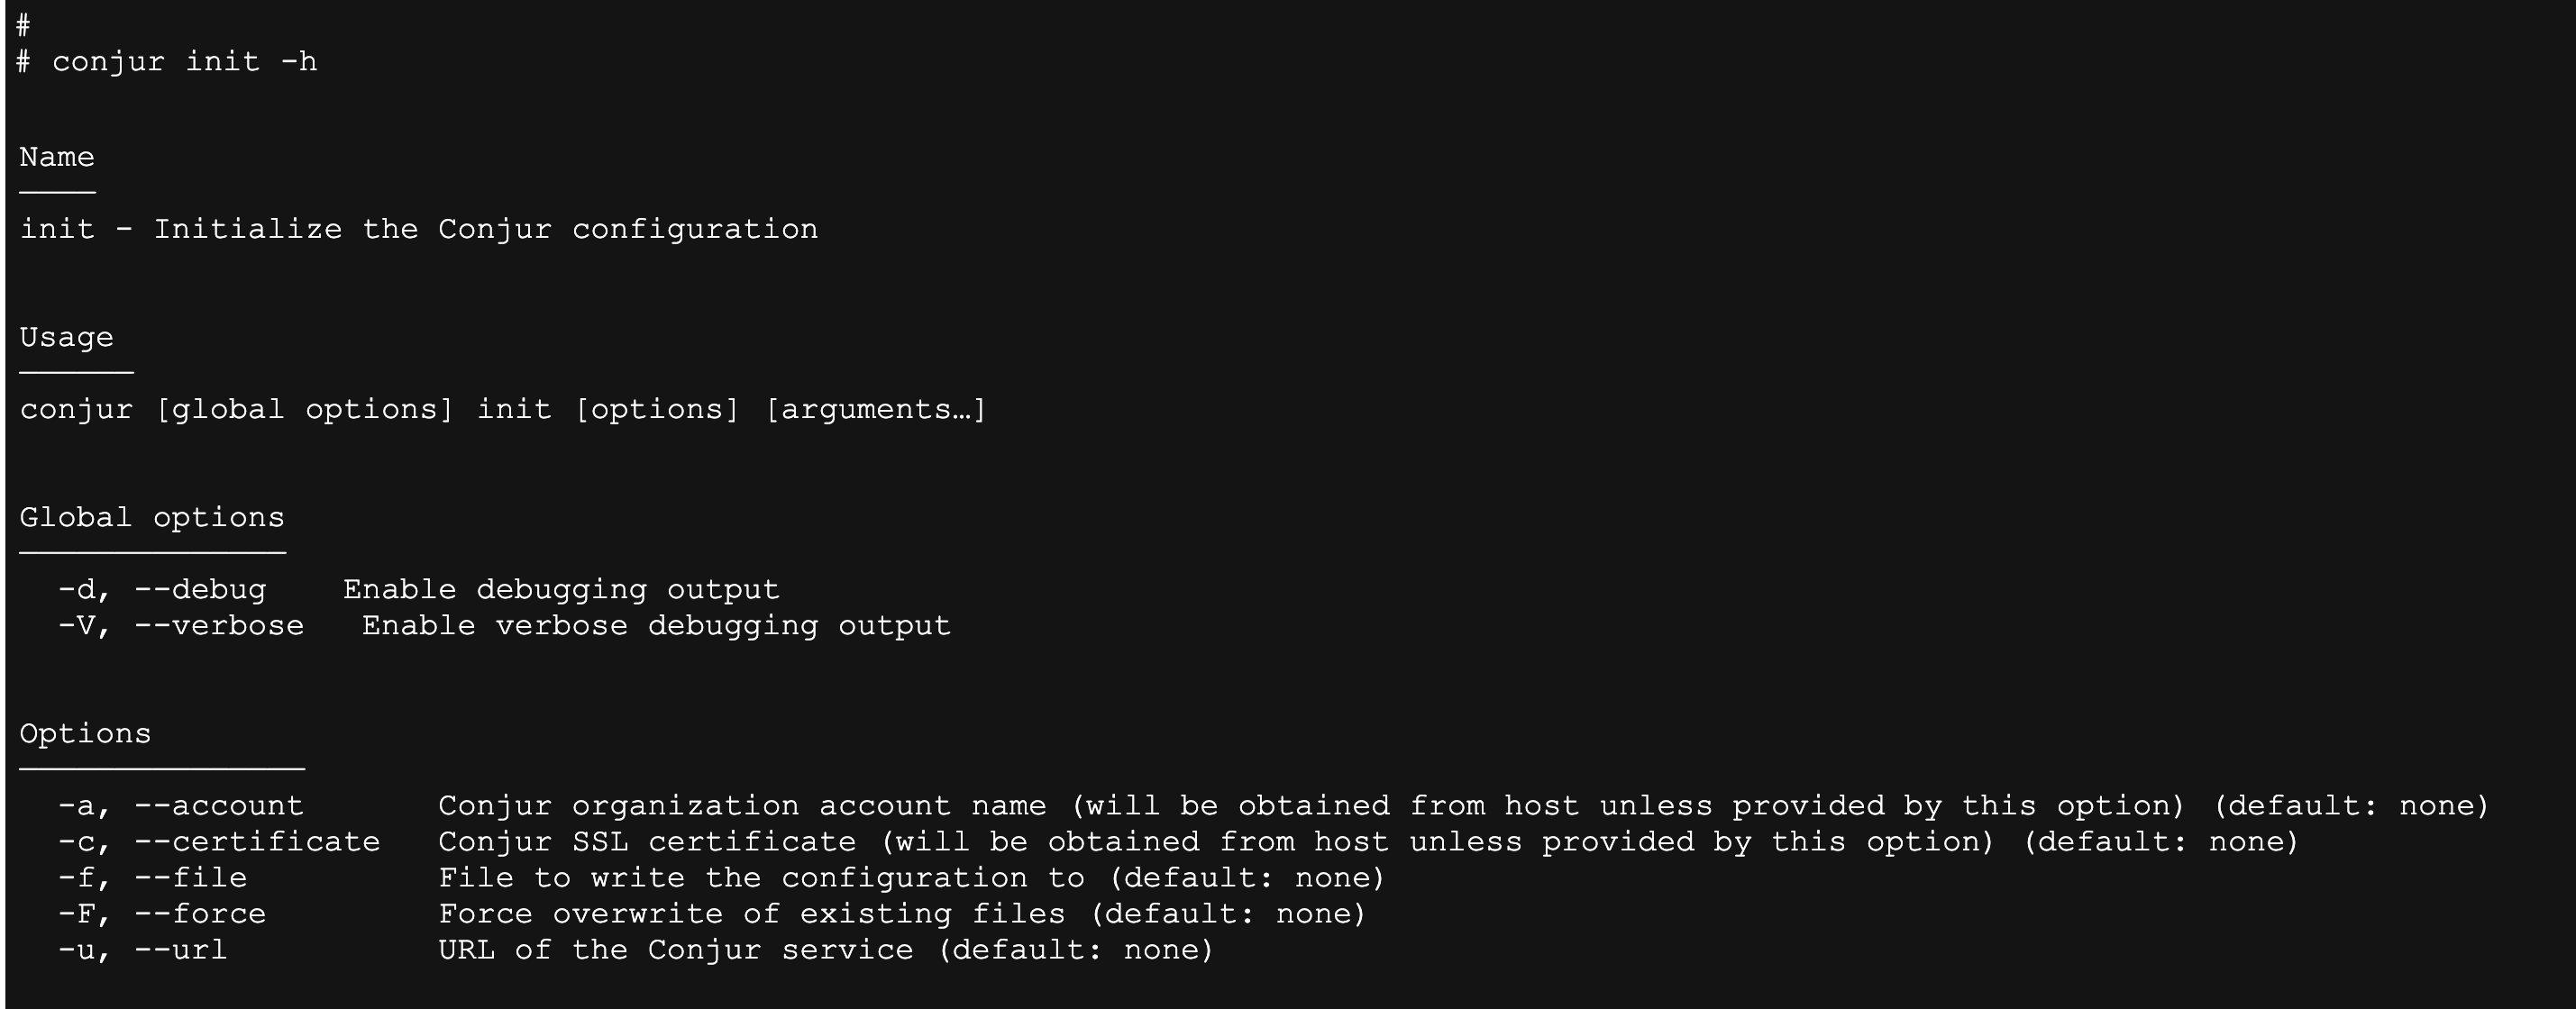 #
# conjur init -h
Name
init - Initialize the Conjur configuration
Usage
conjur [global options] init [options] [arguments…]
Global options
-d, --debug    Enable debugging output
-V, --verbose   Enable verbose debugging output
Options
-a, --account       Conjur organization account name (will be obtained from host unless provided by this option) (default: none)
-c, --certificate   Conjur SSL certificate (will be obtained from host unless provided by this option) (default: none)
-f, --file          File to write the configuration to (default: none)
-F, --force         Force overwrite of existing files (default: none)
-u, --url           URL of the Conjur service (default: none)